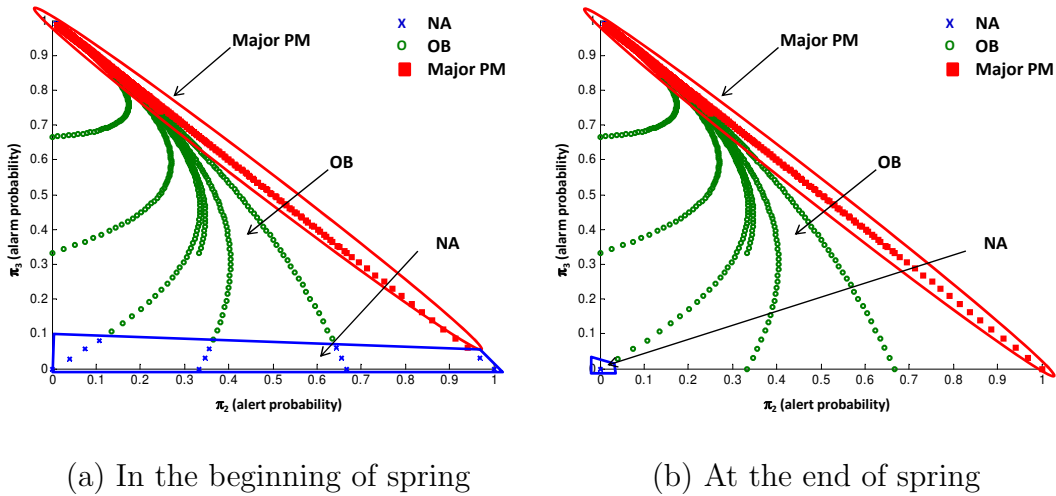 1
0.9
0.8
0.7
0.6
0.5
0.4
0.3
0.2
0.1
0
0 0.1 0.2 0.3 0.4 0.5 0.6 0.7 0.8 0.9 1
π3 (alarm probability)
π2 (alert probability)
Major PM
OB
NA
x NA
o OB
■ Major PM
(a) In the beginning of spring
1
0.9
0.8
0.7
0.6
0.5
0.4
0.3
0.2
0.1
0
0 0.1 0.2 0.3 0.4 0.5 0.6 0.7 0.8 0.9 1
π3 (alarm probability)
π2 (alert probability)
Major PM
OB
NA
x NA
o OB
■ Major PM
(b) At the end of spring